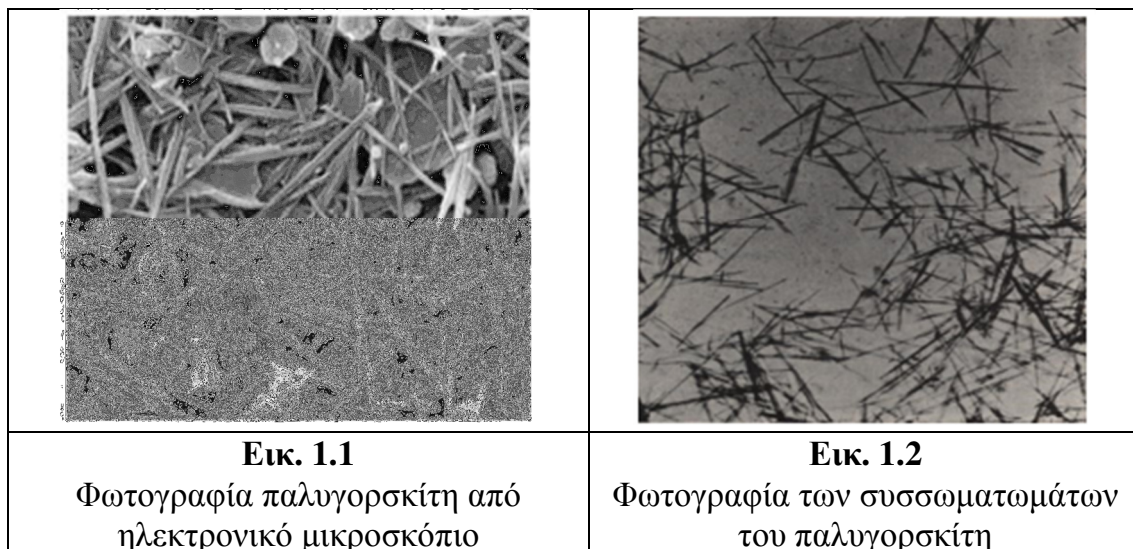 Εικ. 1.1
Φωτογραφία παλυγορσκίτη από
ηλεκτρονικό μικροσκόπιο
Εικ. 1.2
Φωτογραφία των συσσωματωμάτων
του παλυγορσκίτη